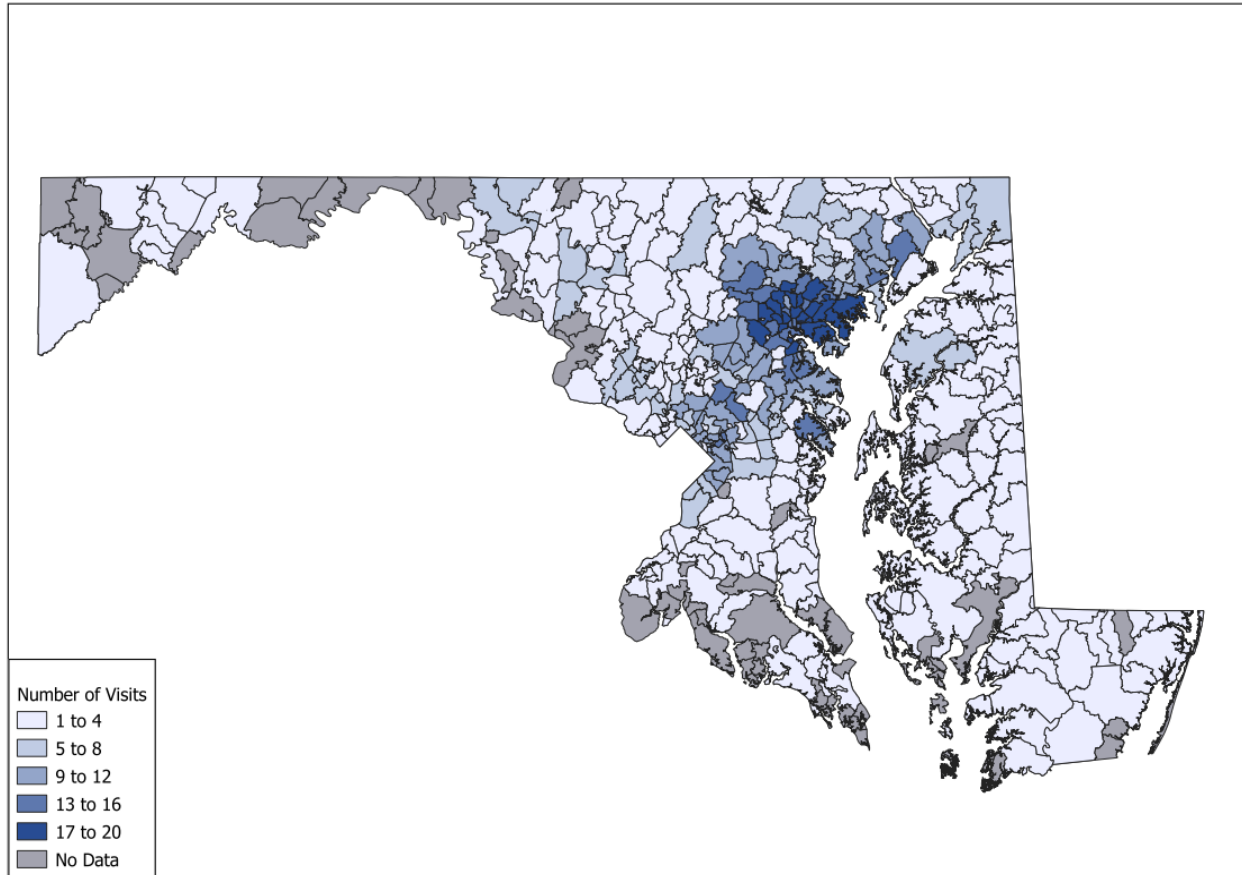 Number of Visits
1 to 4
5 to 8
9 to 12
13 to 16
17 to 20
No Data